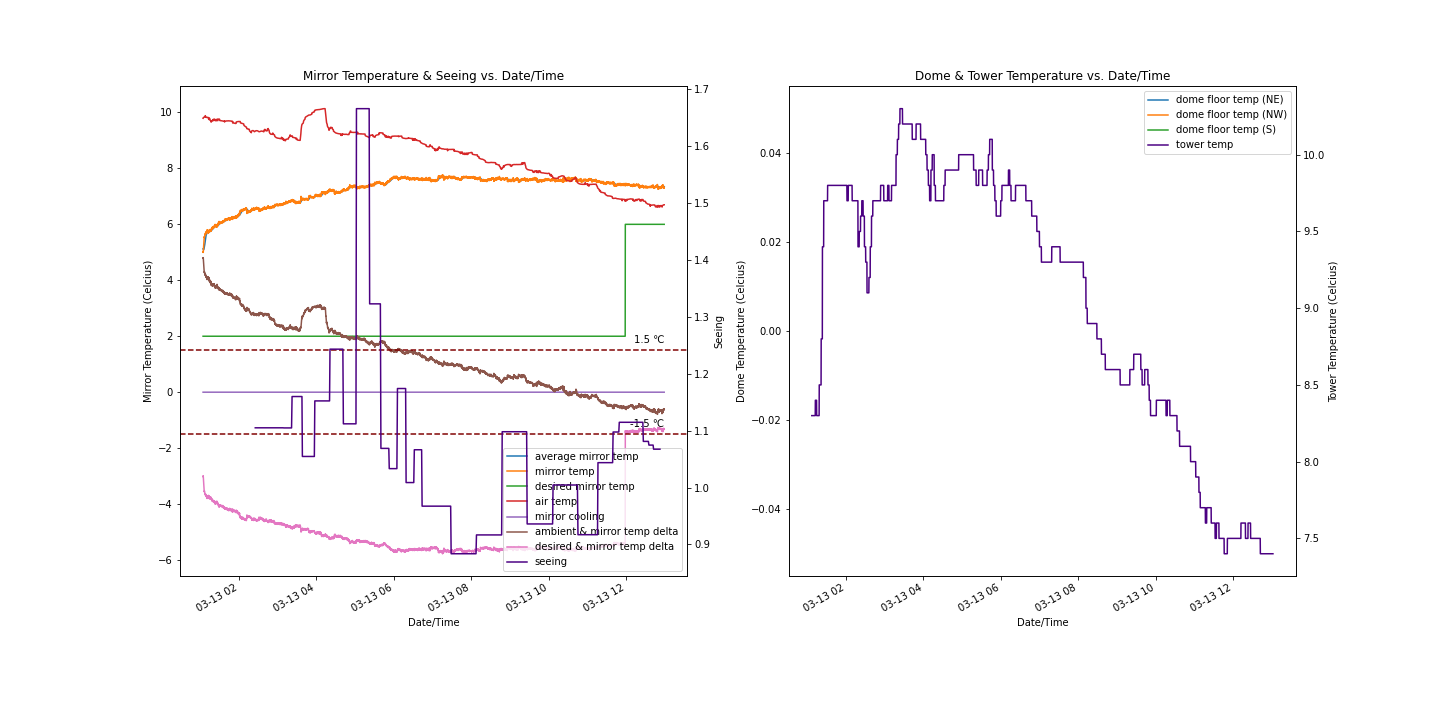 Mirror Temperature & Seeing vs. Date/Time
Mirror Temperature (Celcius)
10
8
6
4
2
0
−2
−4
−6
1.7
1.6
1.5
1.4
1.3
1.2
1.1
1.0
0.9
Seeing
1.5 °C
-1.5 °C
average mirror temp
mirror temp
desired mirror temp
air temp
mirror cooling
ambient & mirror temp delta
desired & mirror temp delta
seeing
03-13 02
03-13 04
03-13 06
03-13 08
03-13 10
03-13 12
Date/Time
Dome & Tower Temperature vs. Date/Time
Dome Temperature (Celcius)
0.04
0.02
0.00
−0.02
−0.04
dome floor temp (NE)
dome floor temp (NW)
dome floor temp (S)
tower temp
10.0
9.5
9.0
8.5
8.0
7.5
Tower Temperature (Celcius)
03-13 02
03-13 04
03-13 06
03-13 08
03-13 10
03-13 12
Date/Time